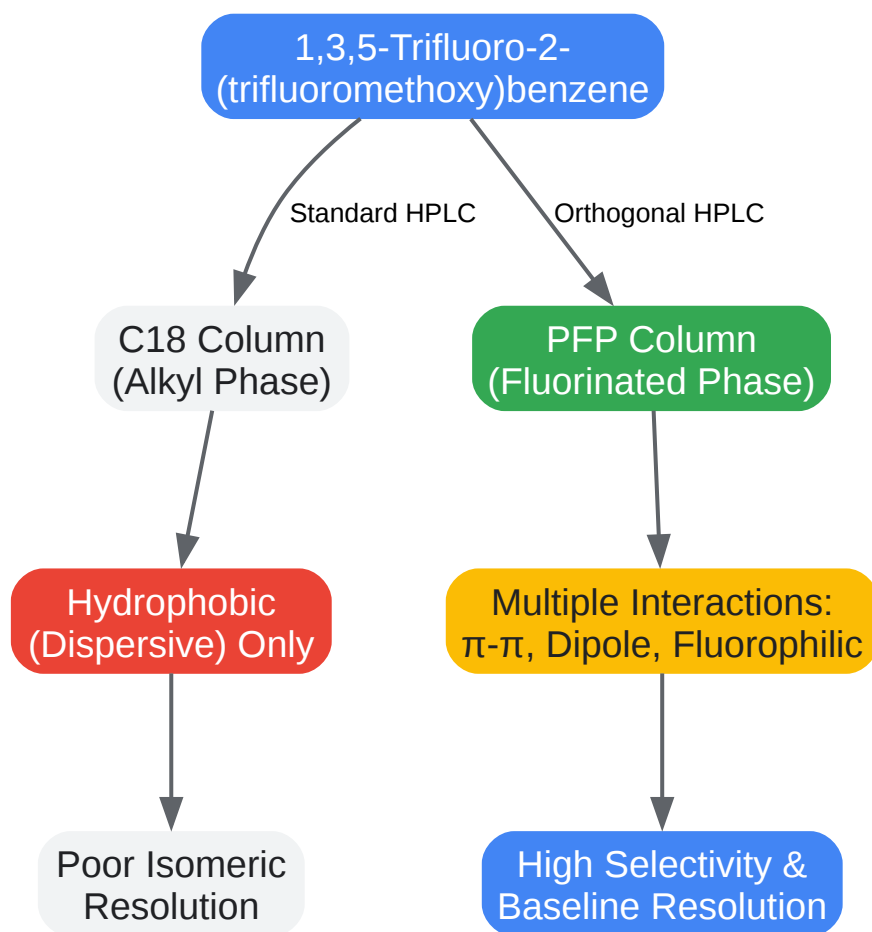 1,3,5-Trifluoro-2-
(trifluoromethoxy)benzene
Standard HPLC
Orthogonal HPLC
C18 Column
(Alkyl Phase)
PFP Column
(Fluorinated Phase)
Hydrophobic
(Dispersive) Only
Multiple Interactions:
π-π, Dipole, Fluorophilic
Poor Isomeric
Resolution
High Selectivity &
Baseline Resolution